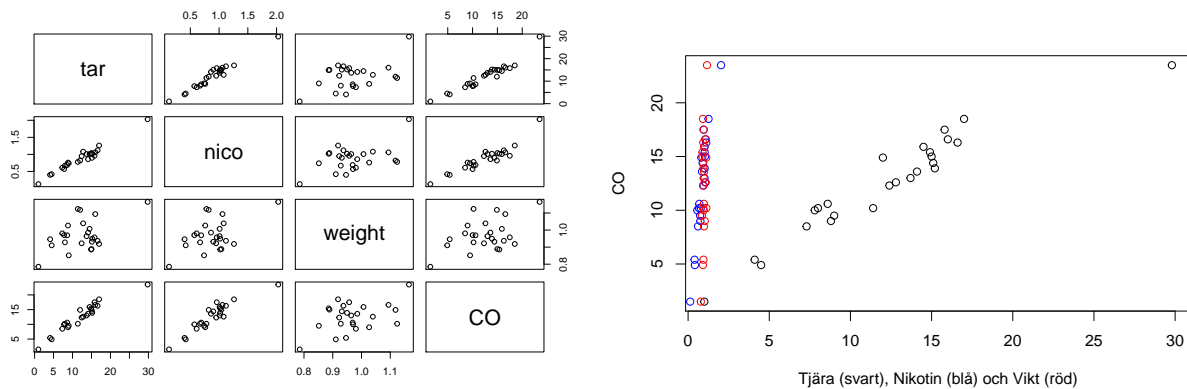 0.5 1.0 1.5 2.0
5 10 15 20
tar
0 10 20 30
0.5 1.5
nico
weight
0.8 1.0
5 15
CO
0 5 10 15 20 25 30
0.8 0.9 1.0 1.1
CO
5 10 15 20
0 5 10 15 20 25 30
Tjära (svart), Nikotin (blå) och Vikt (röd)